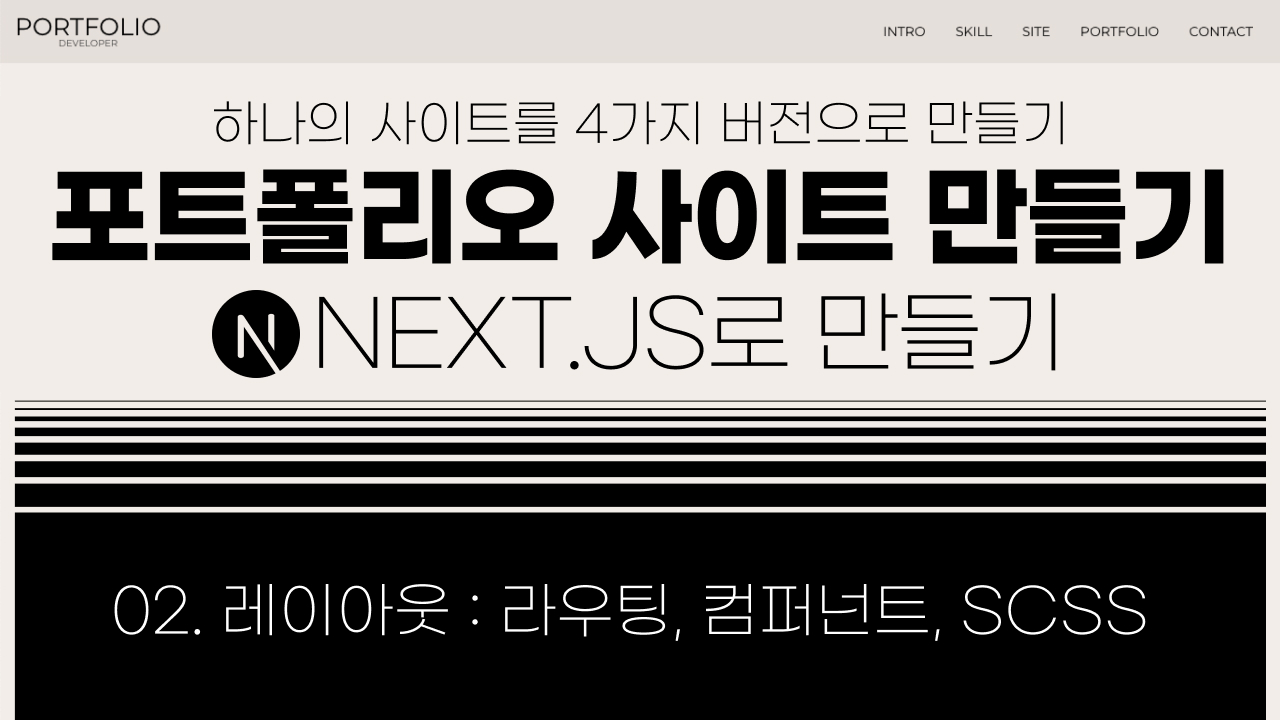 PORTFOLIO
DEVELOPER
INTRO SKILL SITE PORTFOLIO CONTACT
하나의 사이트를 4가지 버전으로 만들기
포트폴리오 사이트 만들기
N NEXT.JS로 만들기
02. 레이아웃 : 라우팅, 컴퍼넌트, SCSS